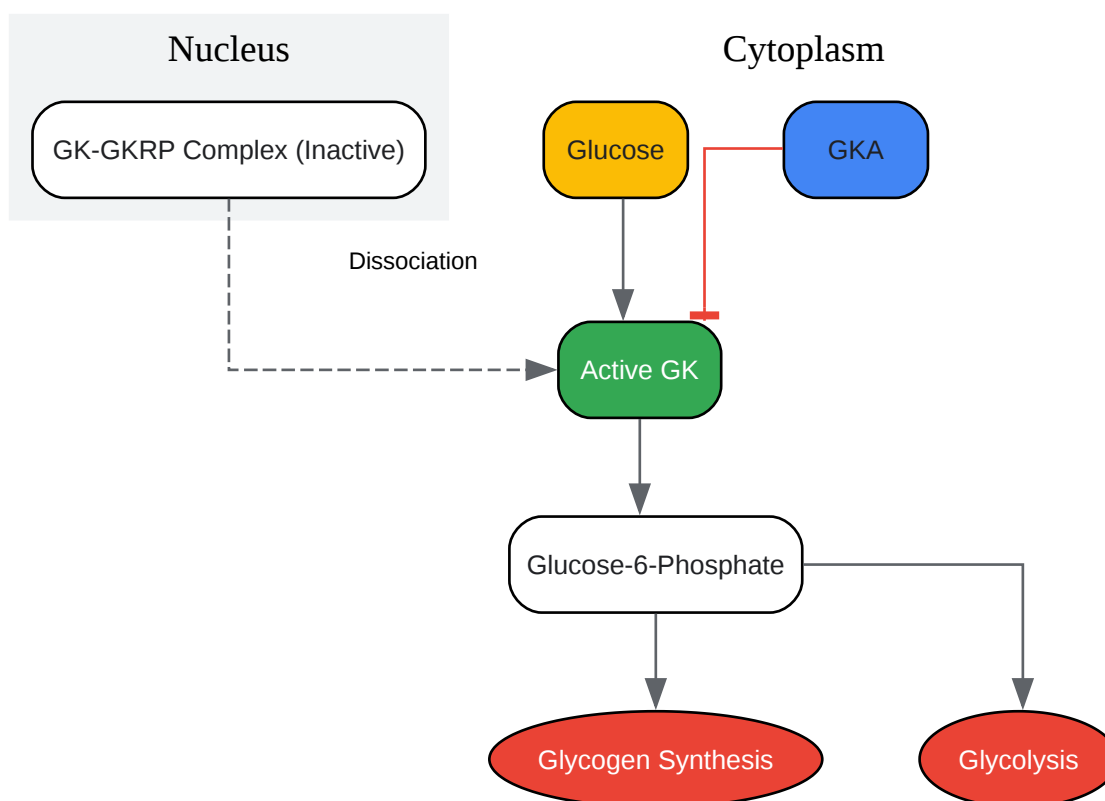 Nucleus
Cytoplasm
GK-GKRP Complex (Inactive)
Glucose
GKA
Dissociation
Active GK
Glucose-6-Phosphate
Glycogen Synthesis
Glycolysis